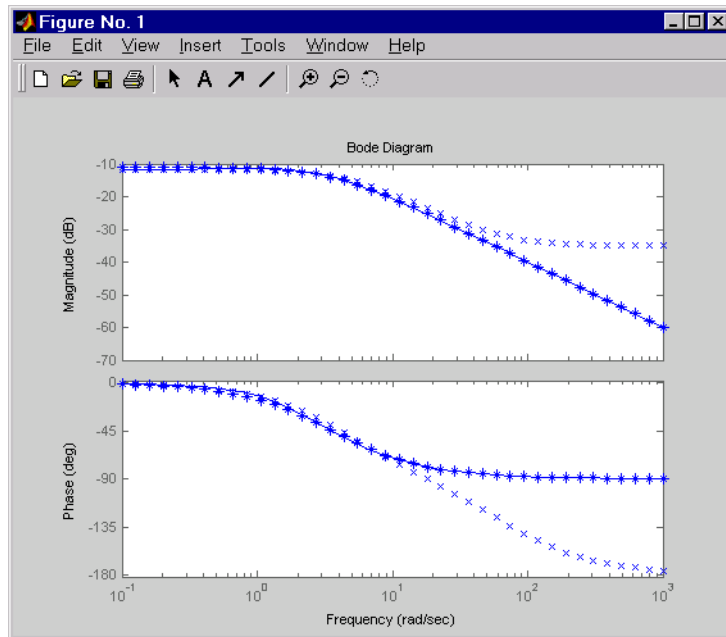 Figure No. 1
File Edit View Insert Tools Window Help
A
Bode Diagram
Magnitude (dB)
-10
-20
-30
-40
-50
-60
-70
Phase (deg)
0
-45
-90
-135
-180
10^-1 10^0 10^1 10^2 10^3
Frequency (rad/sec)